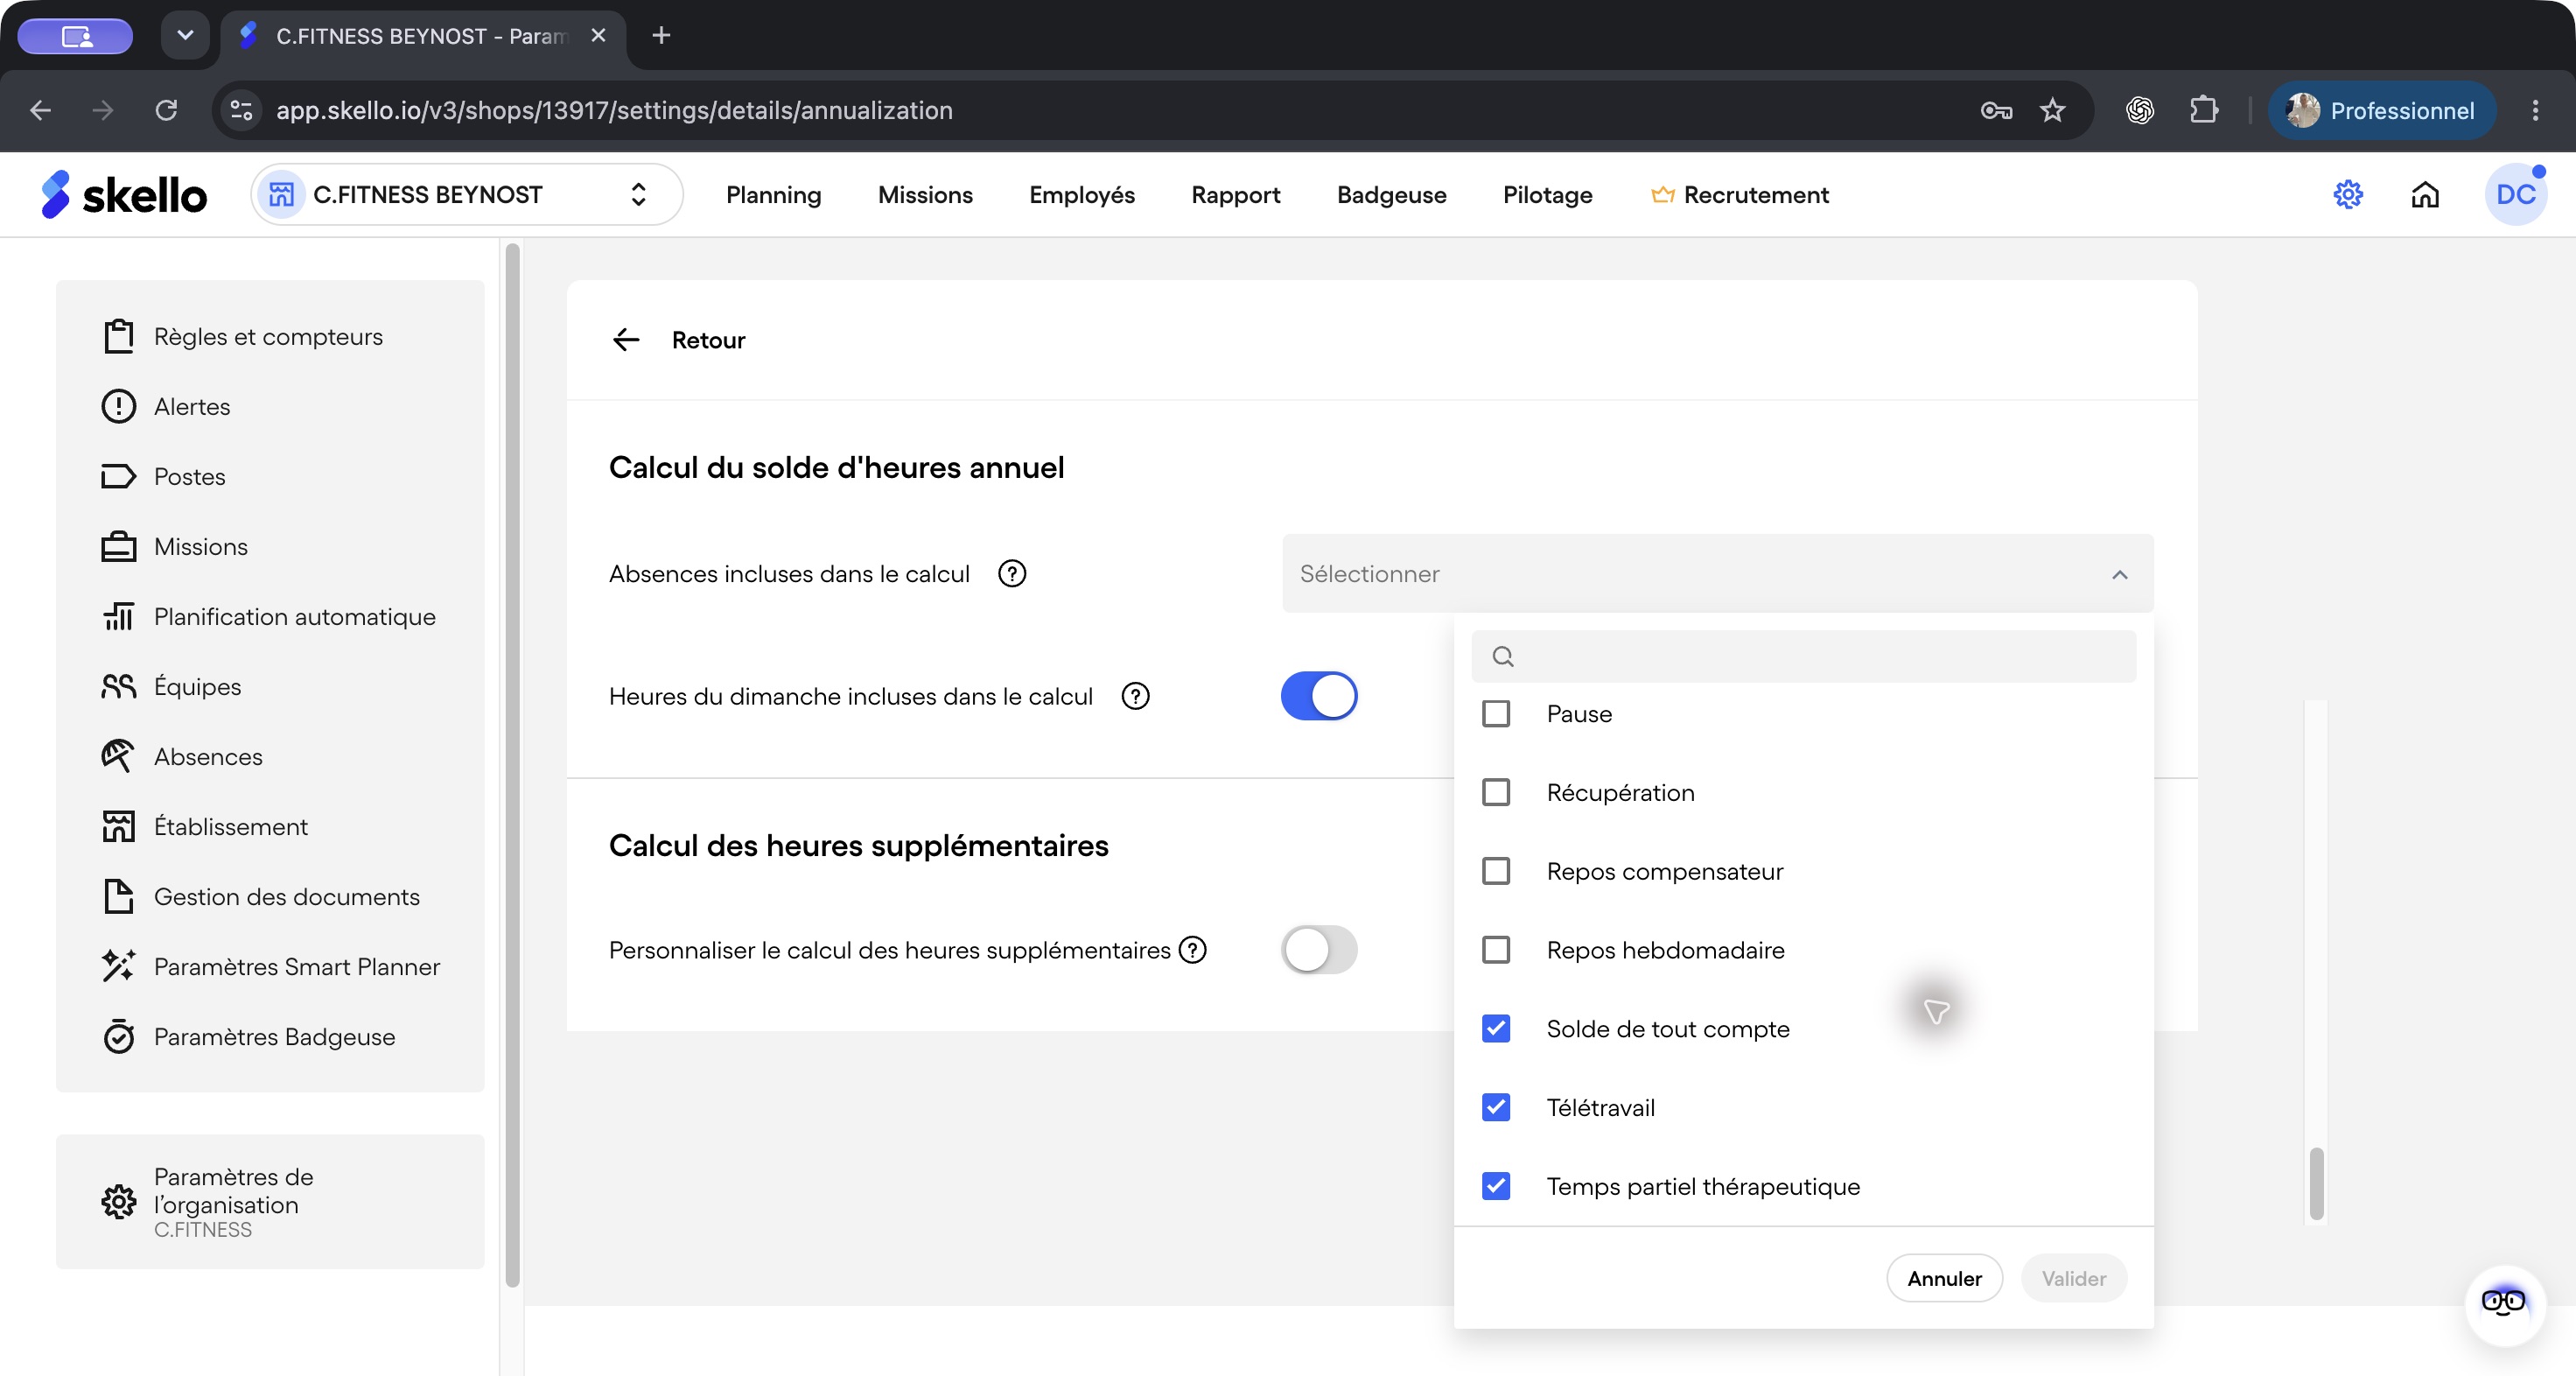 C.FITNESS BEYNOST - Param
app.skello.io/v3/shops/13917/settings/details/annualization
Professionnel
skello
C.FITNESS BEYNOST
Planning
Missions
Employés
Rapport
Badgeuse
Pilotage
Recrutement
DC
Règles et compteurs
Alertes
Postes
Missions
Planification automatique
Équipes
Absences
Établissement
Gestion des documents
Paramètres Smart Planner
Paramètres Badgeuse
Paramètres de
l’organisation
C.FITNESS
Retour
Calcul du solde d'heures annuel
Absences incluses dans le calcul
Sélectionner
Heures du dimanche incluses dans le calcul
Calcul des heures supplémentaires
Personnaliser le calcul des heures supplémentaires
Pause
Récupération
Repos compensateur
Repos hebdomadaire
Solde de tout compte
Télétravail
Temps partiel thérapeutique
Annuler
Valider